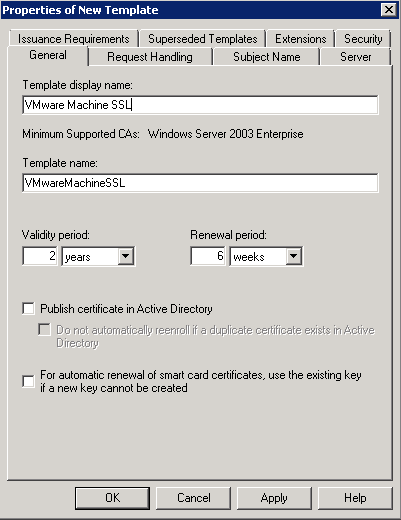 Properties of New Template
Issuance Requirements Superseded Templates Extensions Security
General Request Handling Subject Name Server
Template display name:
VMware Machine SSL
Minimum Supported CAs: Windows Server 2003 Enterprise
Template name:
VMwareMachineSSL
Validity period: Renewal period:
2 years 6 weeks
Publish certificate in Active Directory
Do not automatically reenroll if a duplicate certificate exists in Active
Directory
For automatic renewal of smart card certificates, use the existing key
if a new key cannot be created
OK Cancel Apply Help